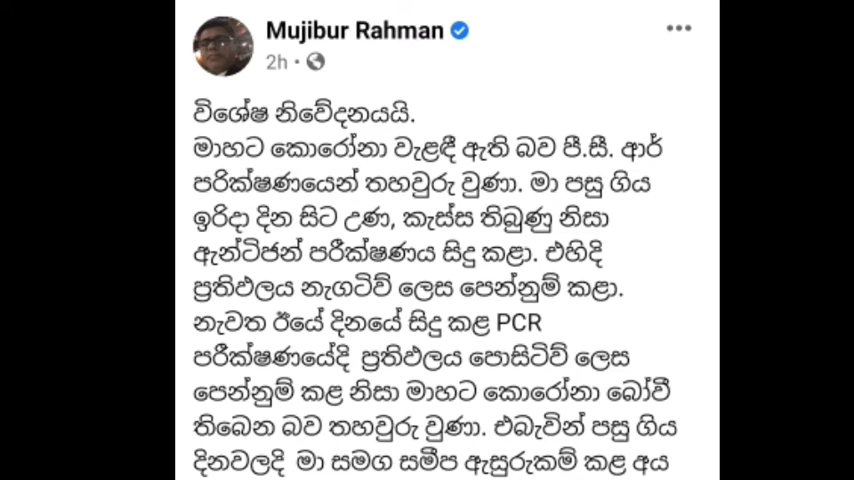 Mujibur Rahman
2h
විශේෂ නිවේදනයයි.
මාහට කොරෝනා වැළඳී ඇති බව පී.සී. ආර්
පරික්ෂණයෙන් තහවුරු වුණා. මා පසු ගිය
ඉරිදා දින සිට උණ, කැස්ස තිබුණු නිසා
ඇන්ටිජන් පරීක්ෂණය සිදු කළා. එහිදි
ප්‍රතිඵලය නැගටිව් ලෙස පෙන්නුම් කළා.
නැවත ඊයේ දිනයේ සිදු කළ PCR
පරීක්ෂණයේදි ප්‍රතිඵලය පොසිටිව් ලෙස
පෙන්නුම් කළ නිසා මාහට කොරෝනා බෝවී
තිබෙන බව තහවුරු වුණා. එබැවින් පසු ගිය
දිනවලදි මා සමග සමීප ඇසුරුකම් කළ අය